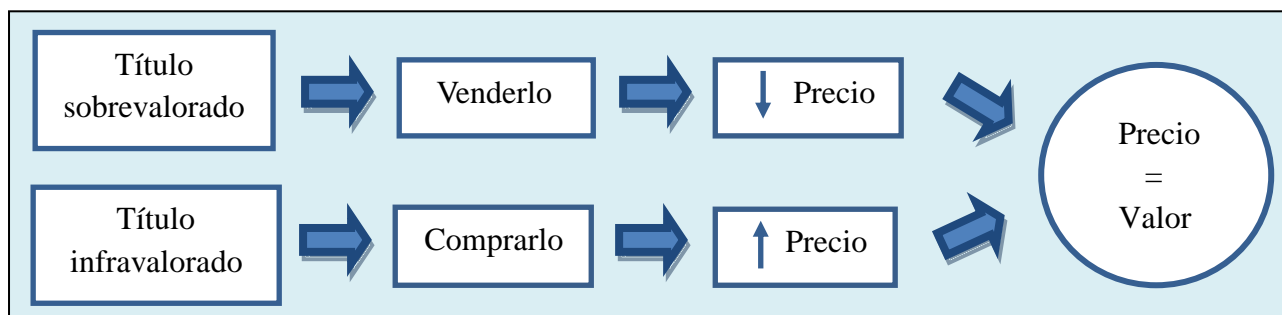 Título
sobrevalorado
Venderlo
↓ Precio
Título
infravalorado
Comprarlo
↑ Precio
Precio
=
Valor